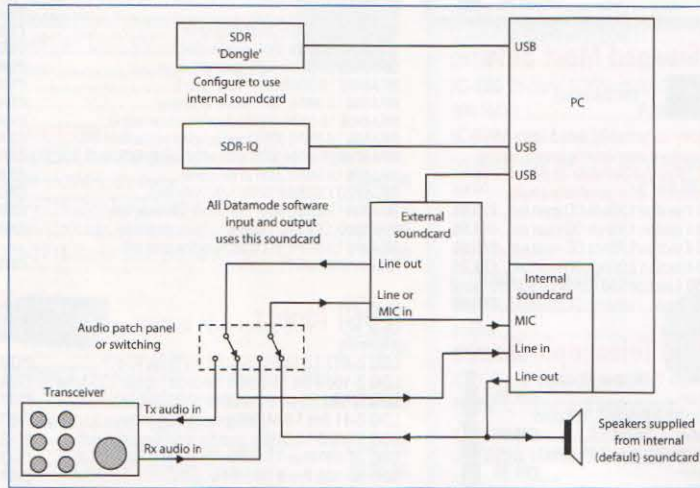 SDR
'Dongle'
Configure to use
internal soundcard
USB
PC
SDR-IQ
USB
USB
All Datamode software
input and output
uses this soundcard
External
soundcard
Line out
Line or
MIC in
Internal
soundcard
MIC
Line in
Line out
Audio patch panel
or switching
Transceiver
Tx audio in
Rx audio in
Speakers supplied
from internal
(default) soundcard